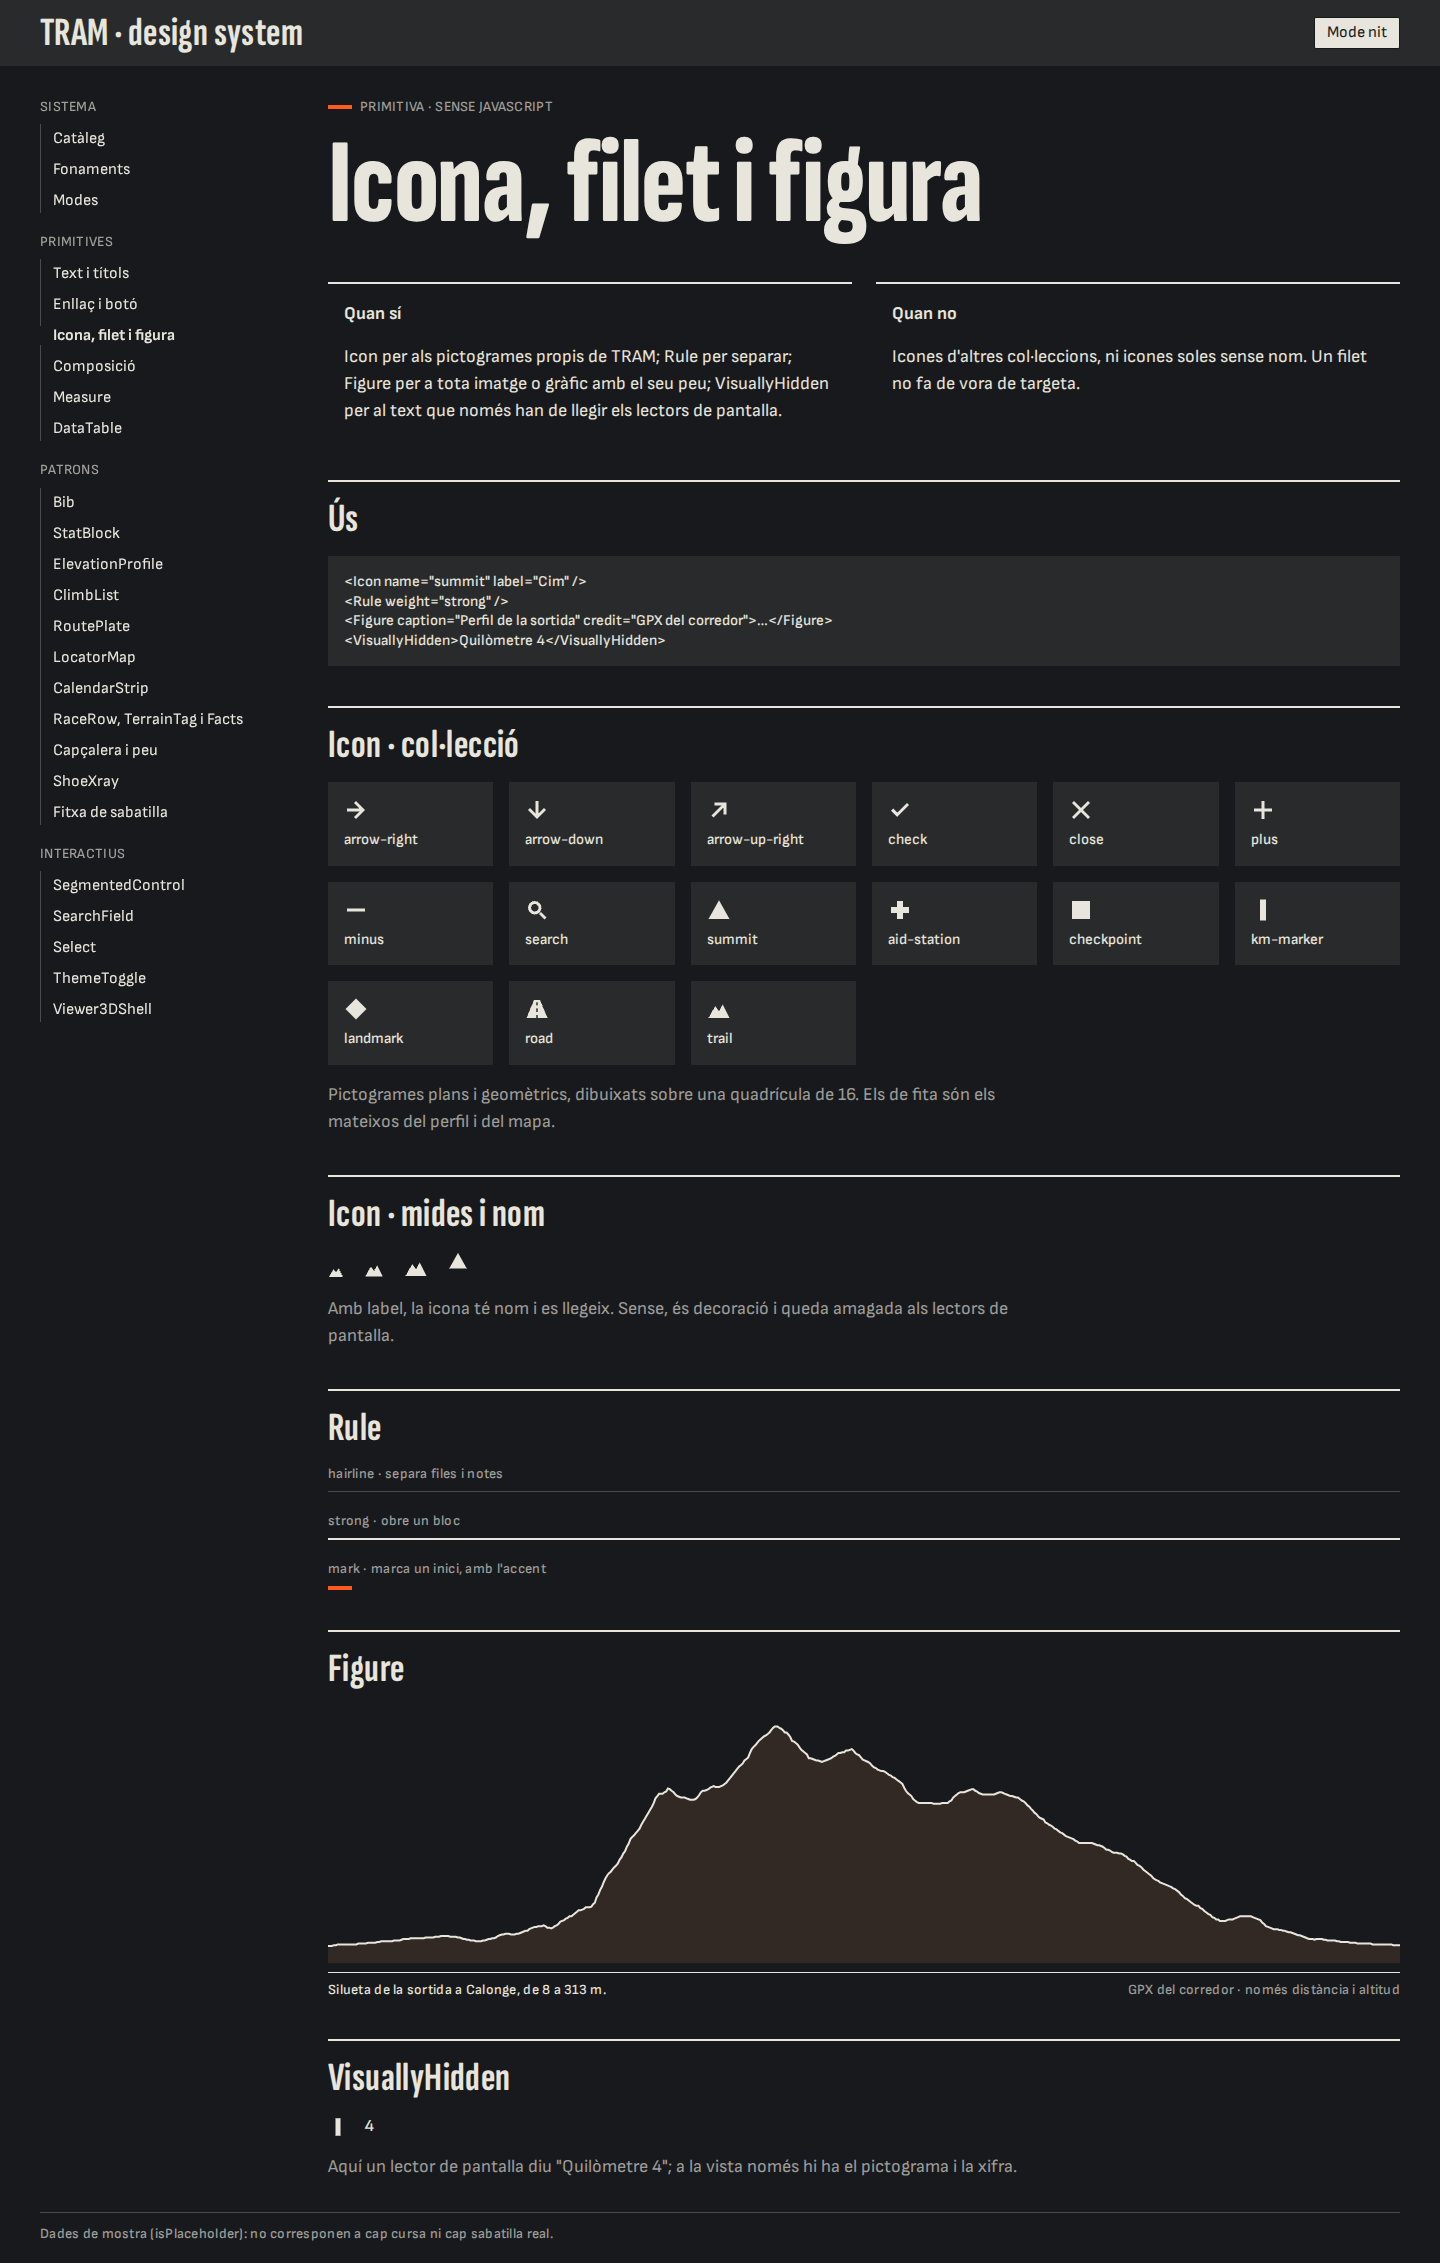 TRAM · design system
Mode nit
SISTEMA
Catàleg
Fonaments
Modes
PRIMITIVES
Text i títols
Enllaç i botó
Icona, filet i figura
Composició
Measure
DataTable
PATRONS
Bib
StatBlock
ElevationProfile
ClimbList
RoutePlate
LocatorMap
CalendarStrip
RaceRow, TerrainTag i Facts
Capçalera i peu
ShoeXray
Fitxa de sabatilla
INTERACTIUS
SegmentedControl
SearchField
Select
ThemeToggle
Viewer3DShell
PRIMITIVA · SENSE JAVASCRIPT
Icona, filet i figura
Quan sí
Icon per als pictogrames propis de TRAM; Rule per separar;
Figure per a tota imatge o gràfic amb el seu peu; VisuallyHidden
per al text que només han de llegir els lectors de pantalla.
Quan no
Icones d'altres col·leccions, ni icones soles sense nom. Un filet
no fa de vora de targeta.
Ús
<Icon name="summit" label="Cim" />
<Rule weight="strong" />
<Figure caption="Perfil de la sortida" credit="GPX del corredor">…</Figure>
<VisuallyHidden>Quilòmetre 4</VisuallyHidden>
Icon · col·lecció
arrow-right
arrow-down
arrow-up-right
check
close
plus
minus
search
summit
aid-station
checkpoint
km-marker
landmark
road
trail
Pictogrames plans i geomètrics, dibuixats sobre una quadrícula de 16. Els de fita són els
mateixos del perfil i del mapa.
Icon · mides i nom
Amb label, la icona té nom i es llegeix. Sense, és decoració i queda amagada als lectors de
pantalla.
Rule
hairline · separa files i notes
strong · obre un bloc
mark · marca un inici, amb l'accent
Figure
Silueta de la sortida a Calonge, de 8 a 313 m.
GPX del corredor · només distància i altitud
VisuallyHidden
4
Aquí un lector de pantalla diu "Quilòmetre 4"; a la vista només hi ha el pictograma i la xifra.
Dades de mostra (isPlaceholder): no corresponen a cap cursa ni cap sabatilla real.